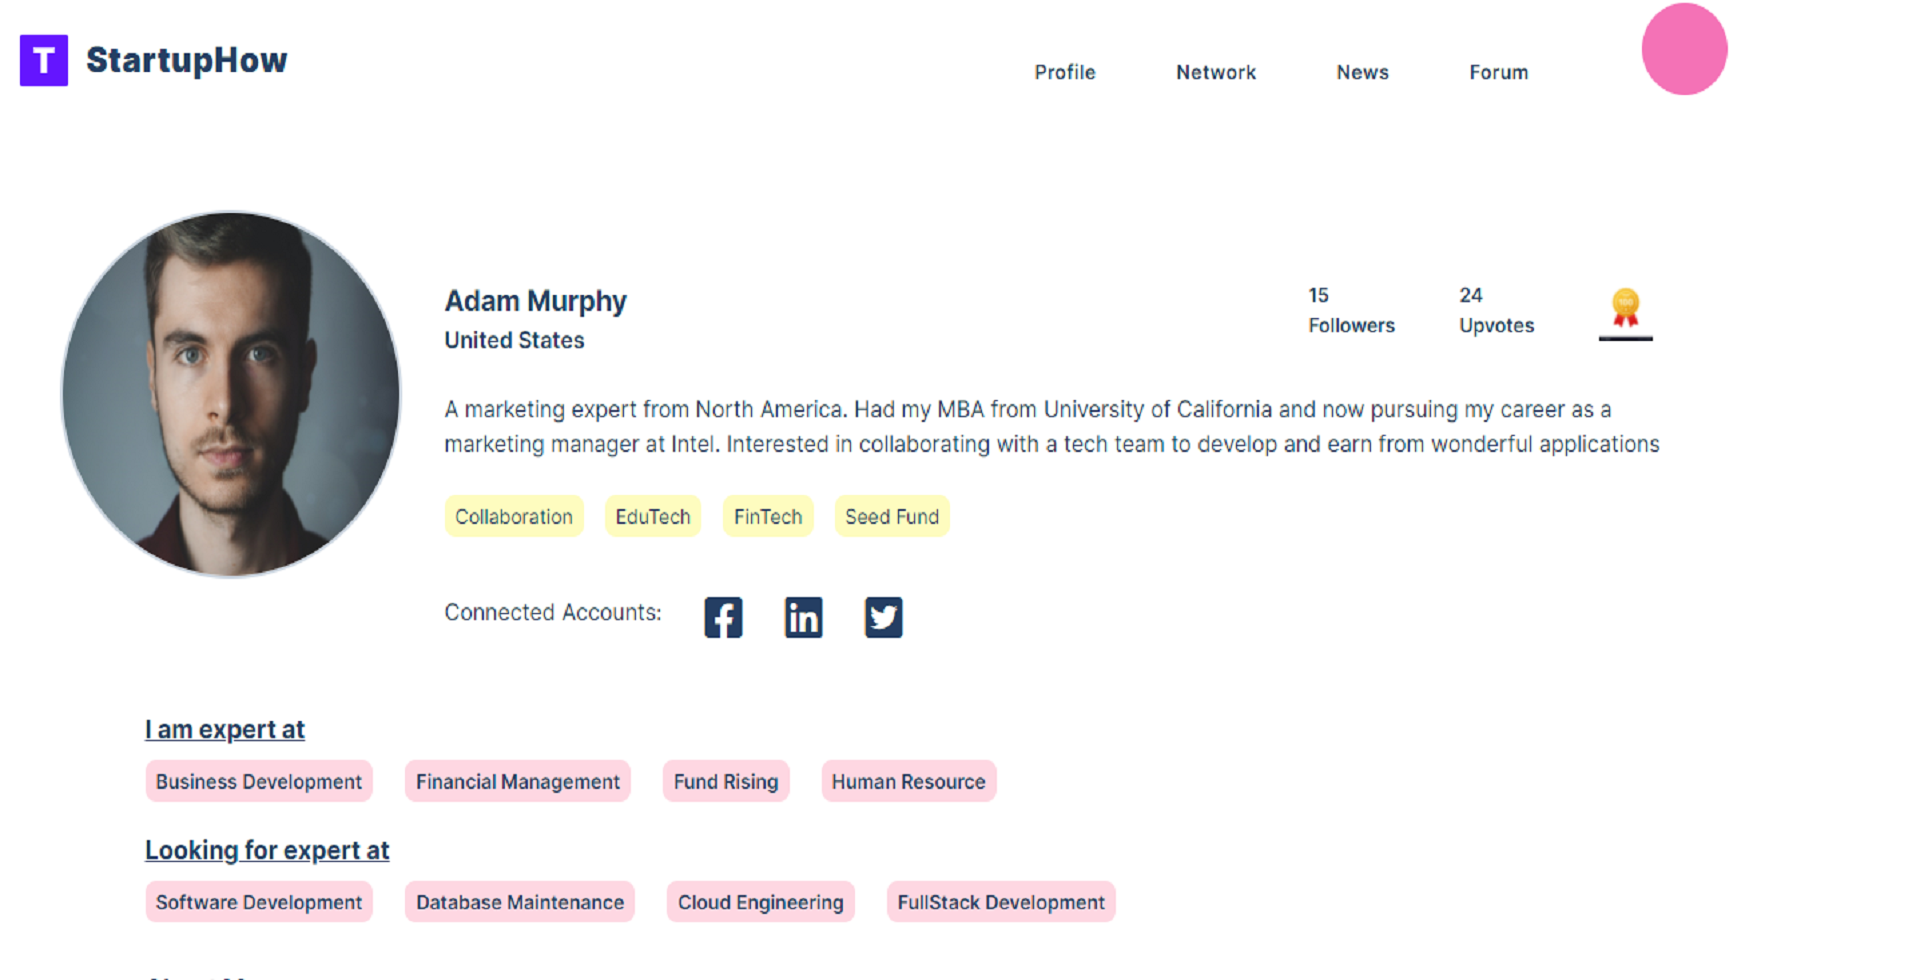 T StartupHow
Profile Network News Forum
Adam Murphy
United States
15
Followers
24
Upvotes
100
A marketing expert from North America. Had my MBA from University of California and now pursuing my career as a
marketing manager at Intel. Interested in collaborating with a tech team to develop and earn from wonderful applications
Collaboration EduTech FinTech Seed Fund
Connected Accounts:
I am expert at
Business Development Financial Management Fund Rising Human Resource
Looking for expert at
Software Development Database Maintenance Cloud Engineering FullStack Development